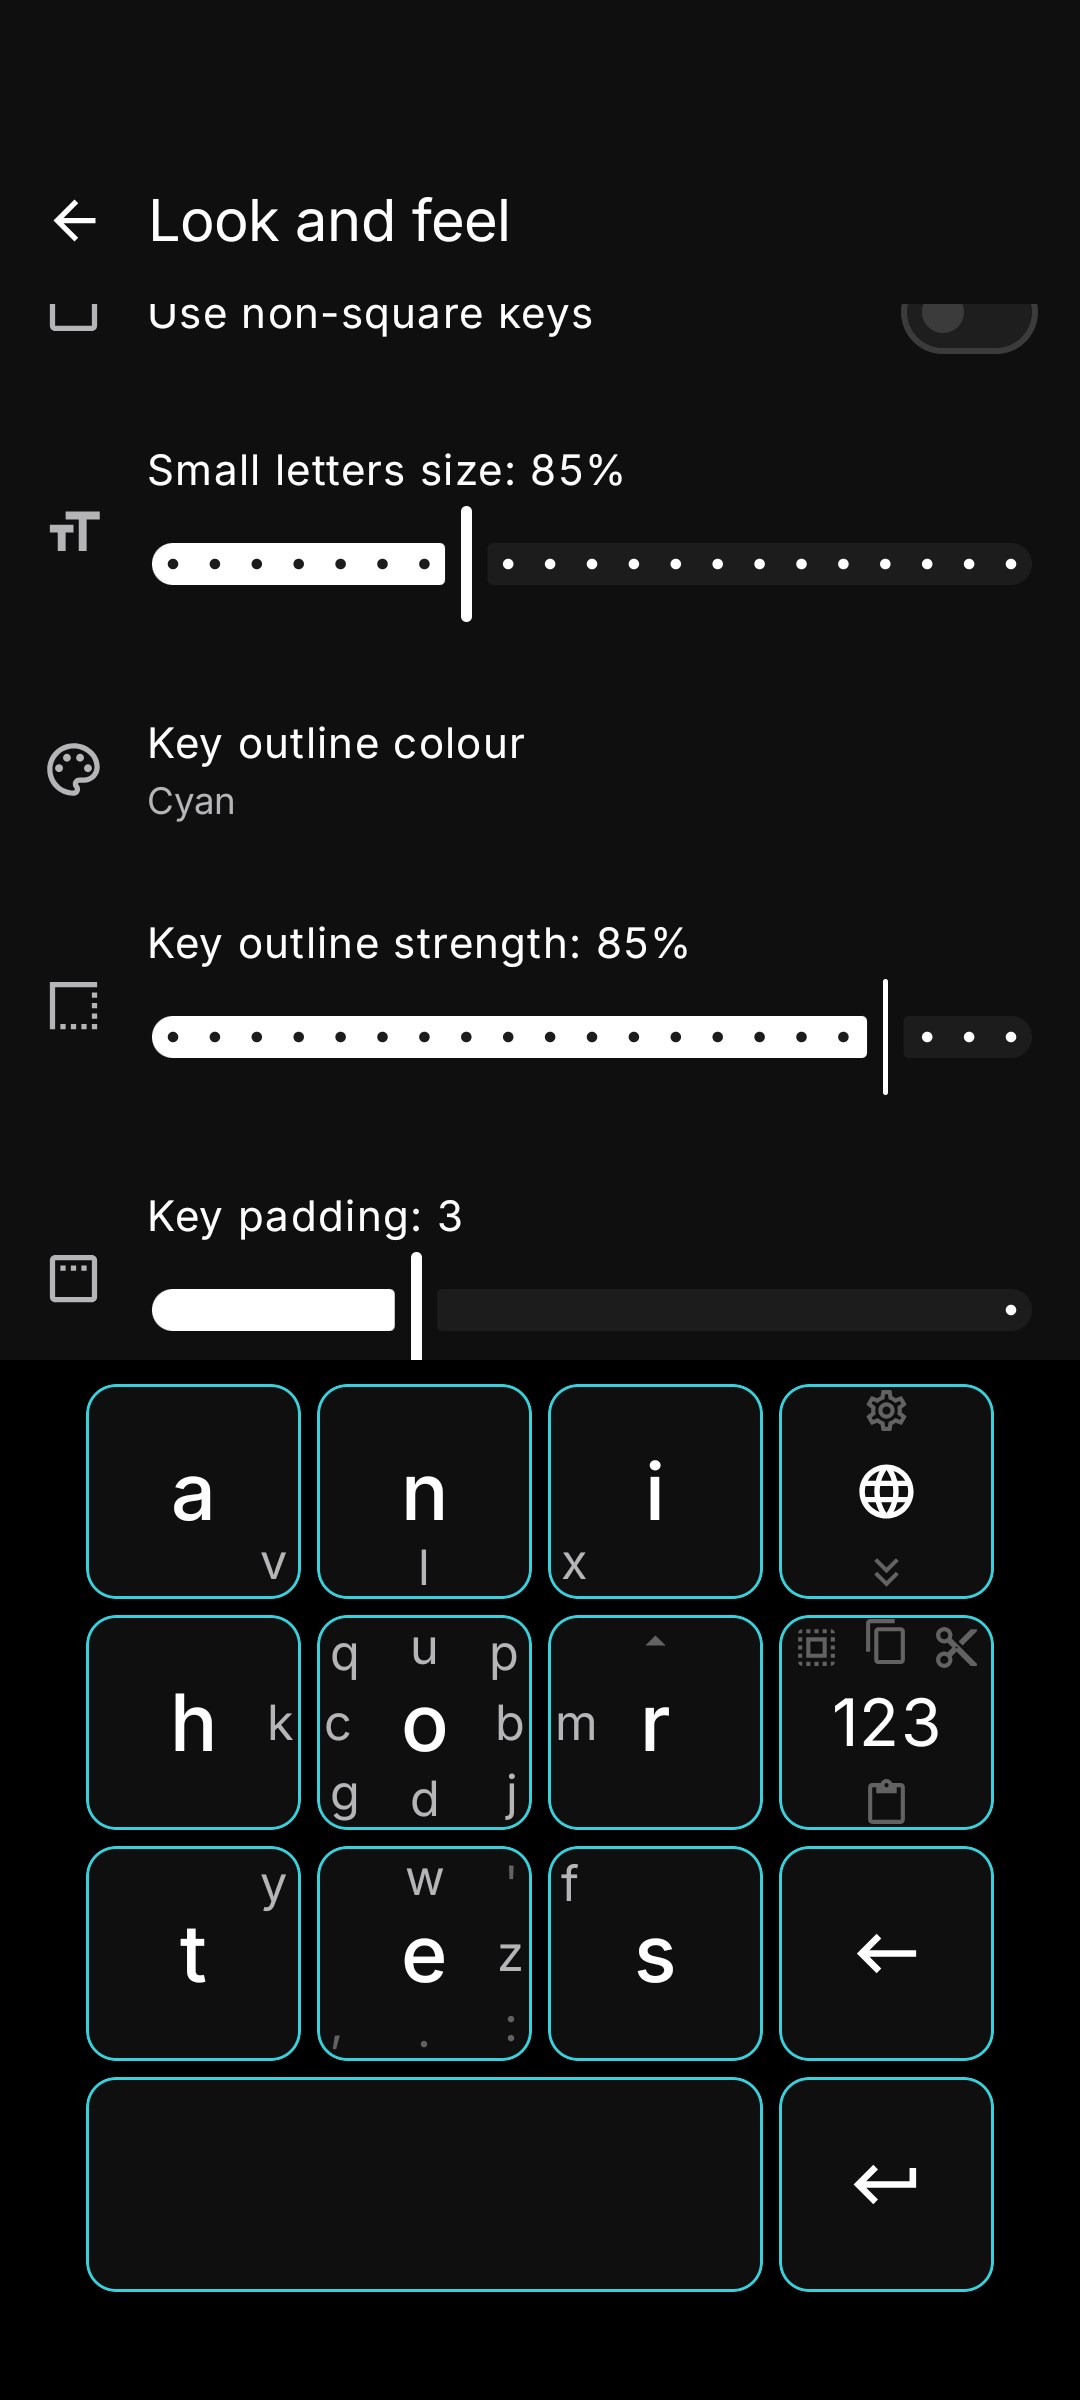 Look and feel
Use non-square keys
Small letters size: 85%
Key outline colour
Cyan
Key outline strength: 85%
Key padding: 3
a v
n l
i x
h k
q u p
c o b
g d j
m r
123
t y
w '
e z
, . :
f s